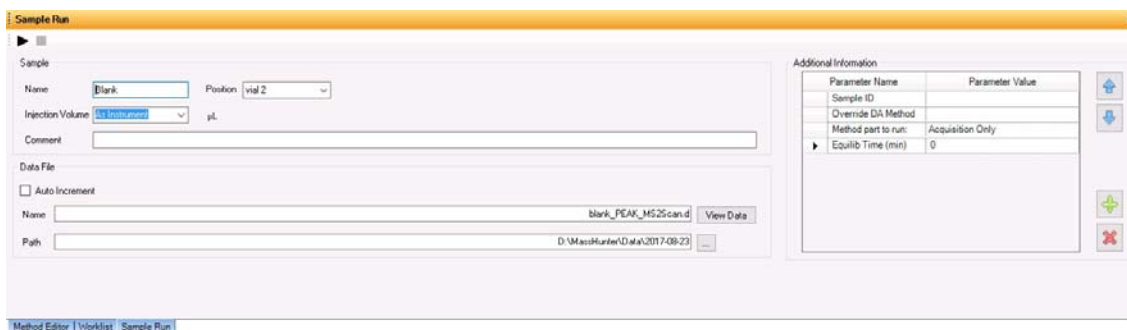 Sample Run
Sample
Name Blank Position vial 2
Injection Volume As Instrument µL
Comment
Data File
Auto Increment
Name blank_PEAK_MS2Scan.d View Data
Path D:\MassHunter\Data\2017-08-23 ...
Additional Information
Parameter Name Parameter Value
Sample ID
Override DA Method
Method part to run: Acquisition Only
Equilib Time (min) 0
Method Editor Worklist Sample Run